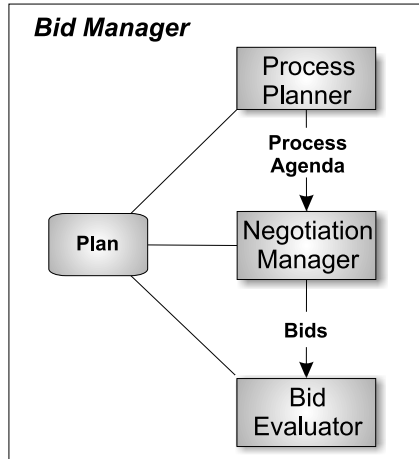 Bid Manager
Process
Planner
Process
Agenda
Plan
Negotiation
Manager
Bids
Bid
Evaluator